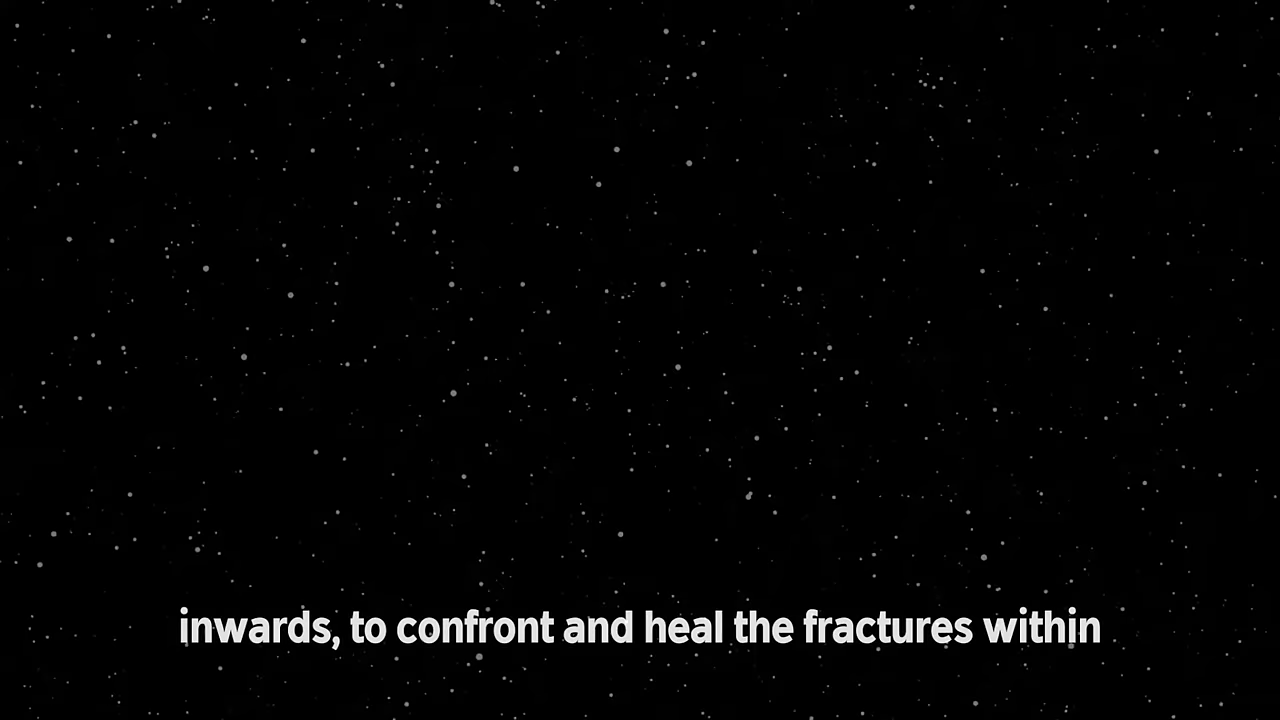 inwards, to confront and heal the fractures within